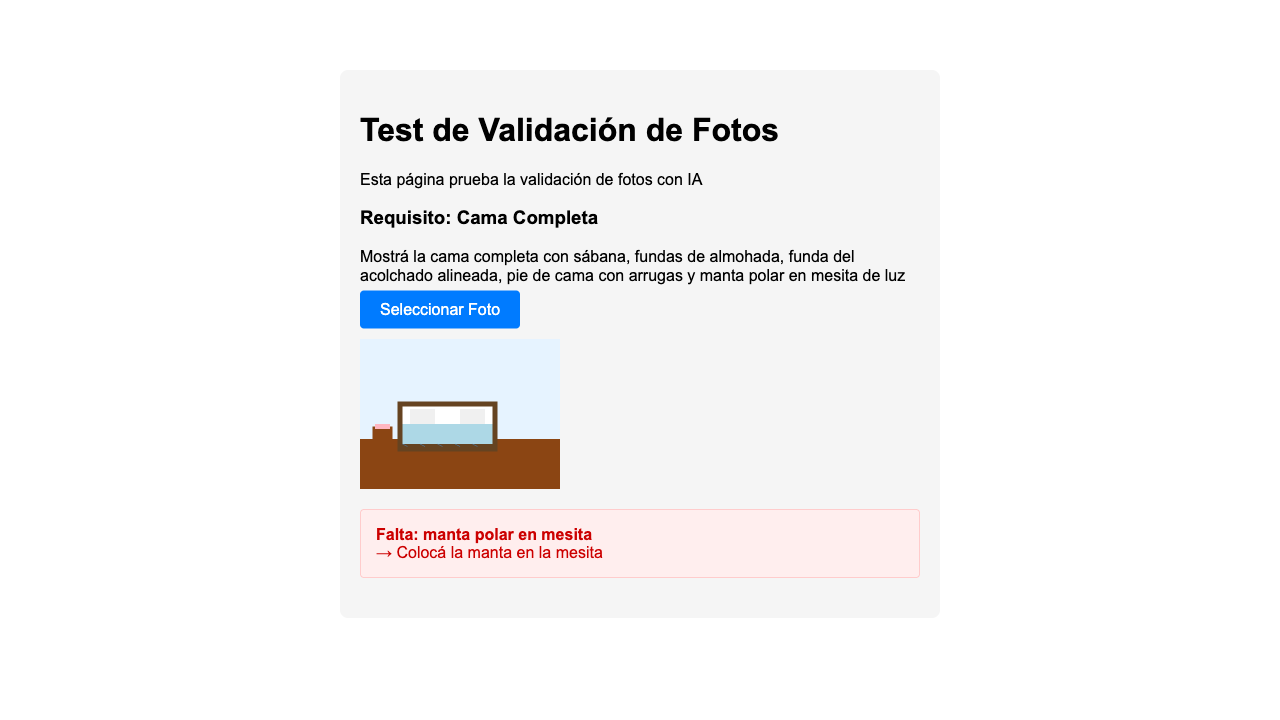 Test de Validación de Fotos
Esta página prueba la validación de fotos con IA
Requisito: Cama Completa
Mostrá la cama completa con sábana, fundas de almohada, funda del
acolchado alineada, pie de cama con arrugas y manta polar en mesita de luz
Seleccionar Foto
Falta: manta polar en mesita
→ Colocá la manta en la mesita